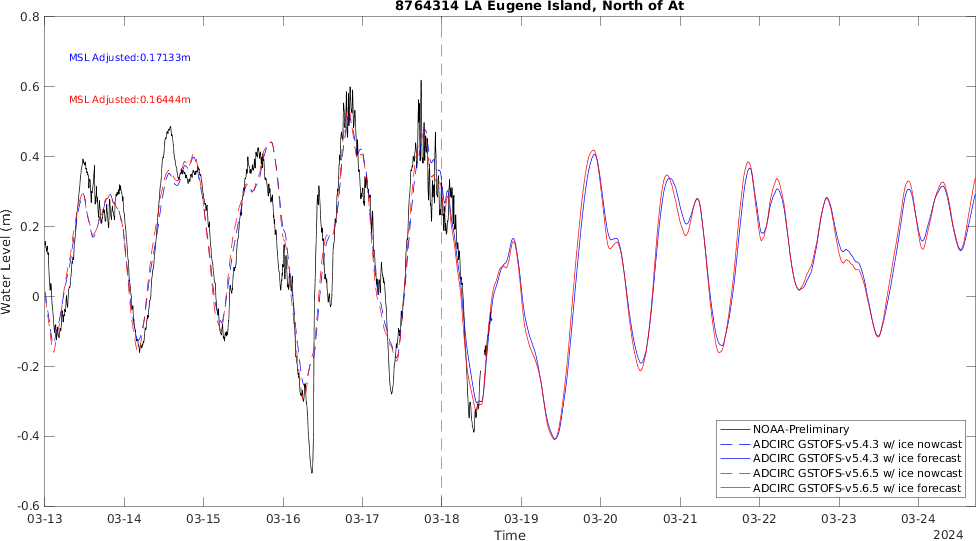 8764314 LA Eugene Island, North of At
MSL Adjusted:0.17133m
MSL Adjusted:0.16444m
Water Level (m)
0.8
0.6
0.4
0.2
0
-0.2
-0.4
-0.6
NOAA-Preliminary
ADCIRC GSTOFS-v5.4.3 w/ ice nowcast
ADCIRC GSTOFS-v5.4.3 w/ ice forecast
ADCIRC GSTOFS-v5.6.5 w/ ice nowcast
ADCIRC GSTOFS-v5.6.5 w/ ice forecast
03-13 03-14 03-15 03-16 03-17 03-18 03-19 03-20 03-21 03-22 03-23 03-24
Time
2024